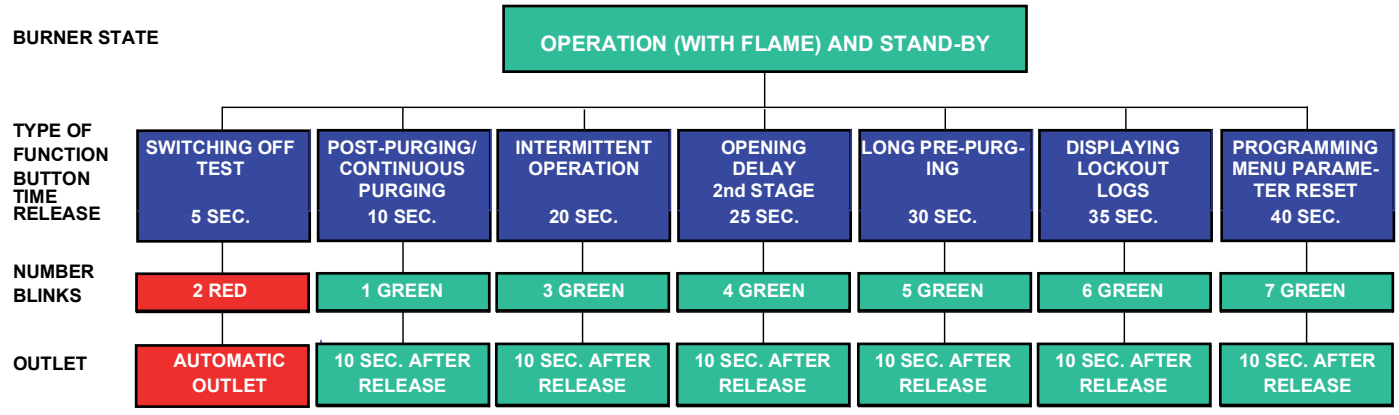 BURNER STATE
OPERATION (WITH FLAME) AND STAND-BY
TYPE OF
FUNCTION
BUTTON
TIME
RELEASE
SWITCHING OFF
TEST
5 SEC.
POST-PURGING/
CONTINUOUS
PURGING
10 SEC.
INTERMITTENT
OPERATION
20 SEC.
OPENING
DELAY
2nd STAGE
25 SEC.
LONG PRE-PURG-
ING
30 SEC.
DISPLAYING
LOCKOUT
LOGS
35 SEC.
PROGRAMMING
MENU PARAME-
TER RESET
40 SEC.
NUMBER
BLINKS
2 RED
1 GREEN
3 GREEN
4 GREEN
5 GREEN
6 GREEN
7 GREEN
OUTLET
AUTOMATIC
OUTLET
10 SEC. AFTER
RELEASE
10 SEC. AFTER
RELEASE
10 SEC. AFTER
RELEASE
10 SEC. AFTER
RELEASE
10 SEC. AFTER
RELEASE
10 SEC. AFTER
RELEASE